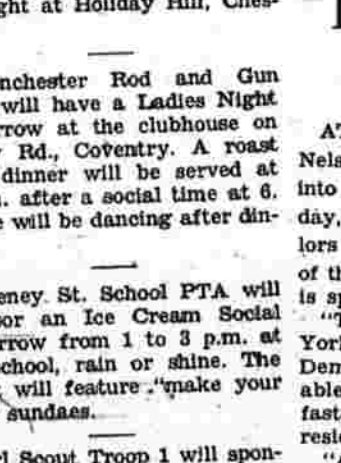 ght at Holiday Hill, Ches-
nchester Rod and Gun
will have a Ladies Night
rrow at the clubhouse on
Rd., Coventry. A roast
dinner will be served at
. after a social time at 6.
e will be dancing after din-
eney St. School PTA will
or an Ice Cream Social
rrow from 1 to 3 p.m. at
chool, rain or shine. The
will feature "make your
sundaes.
l Scout Troop 1 will spon-
AT
Nels
into
day,
lors
of th
is sp
"T
York
Dem
able
fast
resid
"A